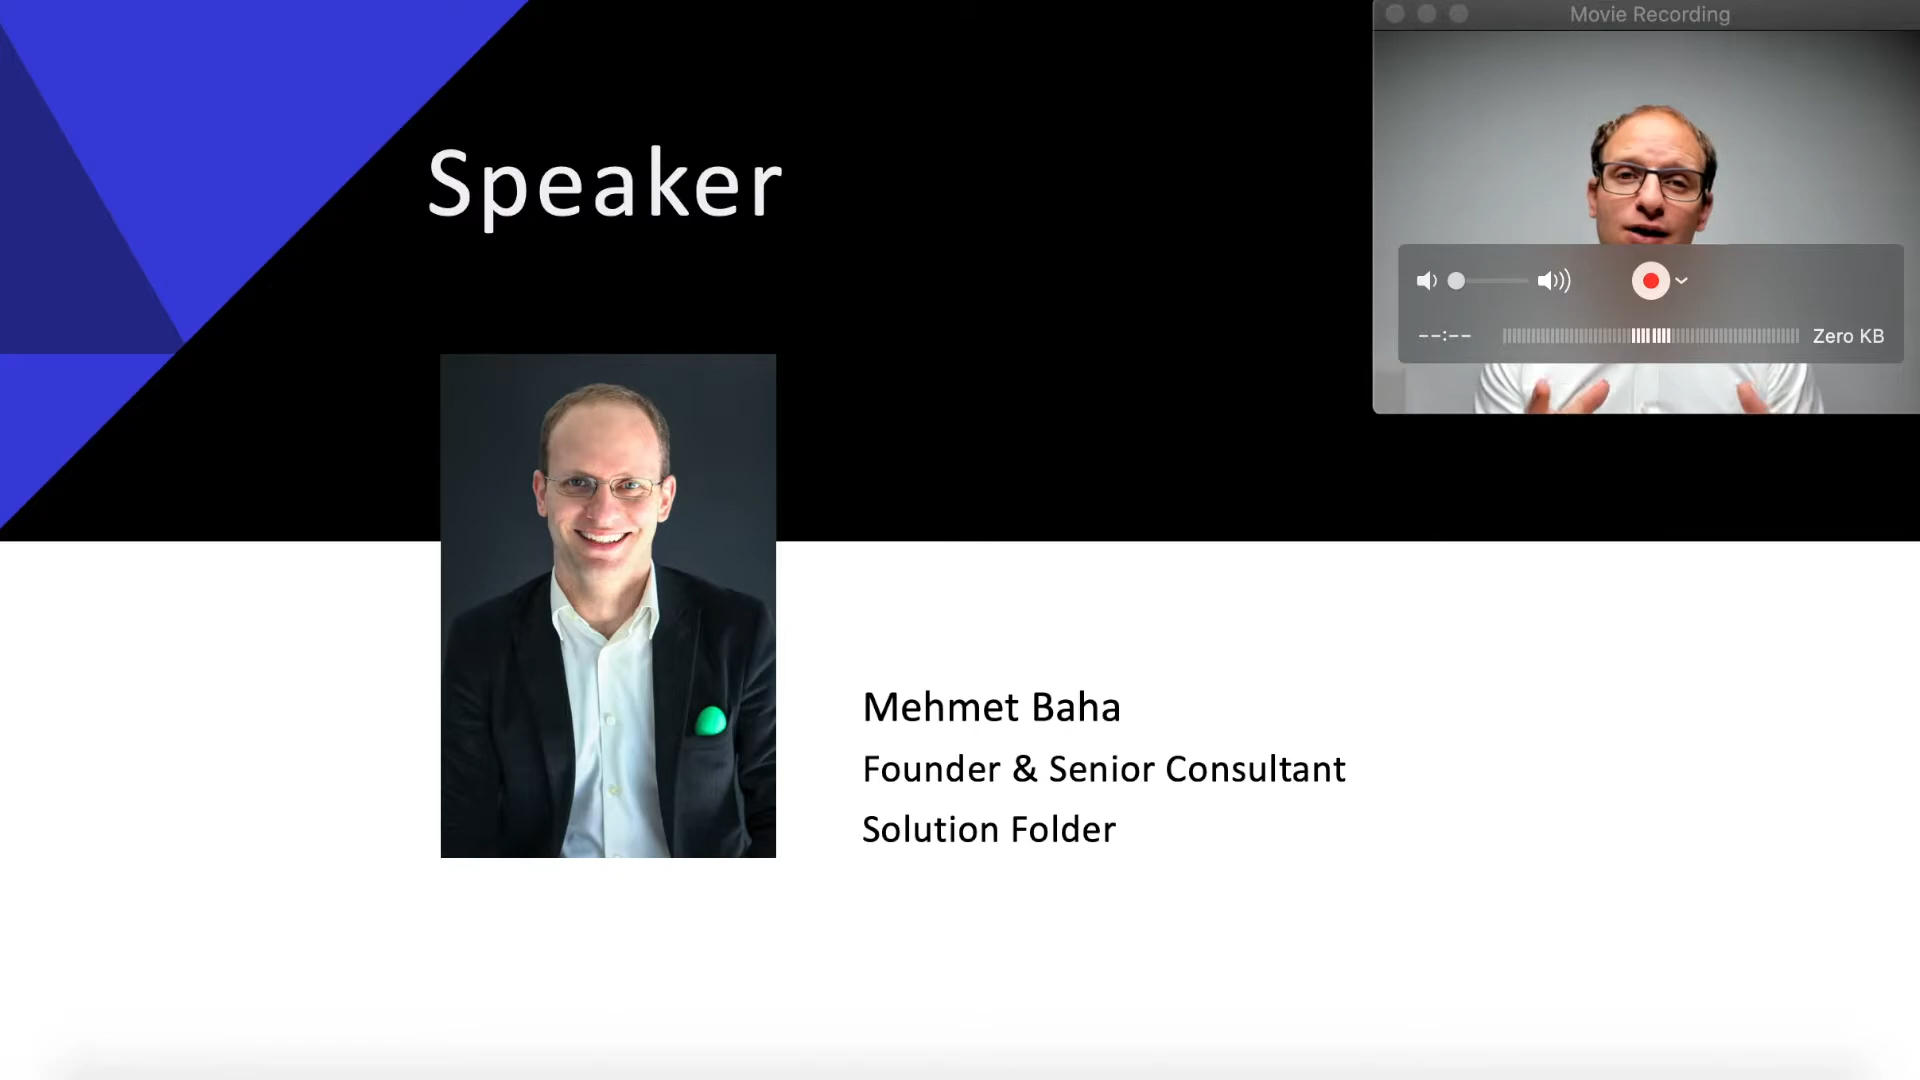 Movie Recording
Speaker
--:--
Zero KB
Mehmet Baha
Founder & Senior Consultant
Solution Folder